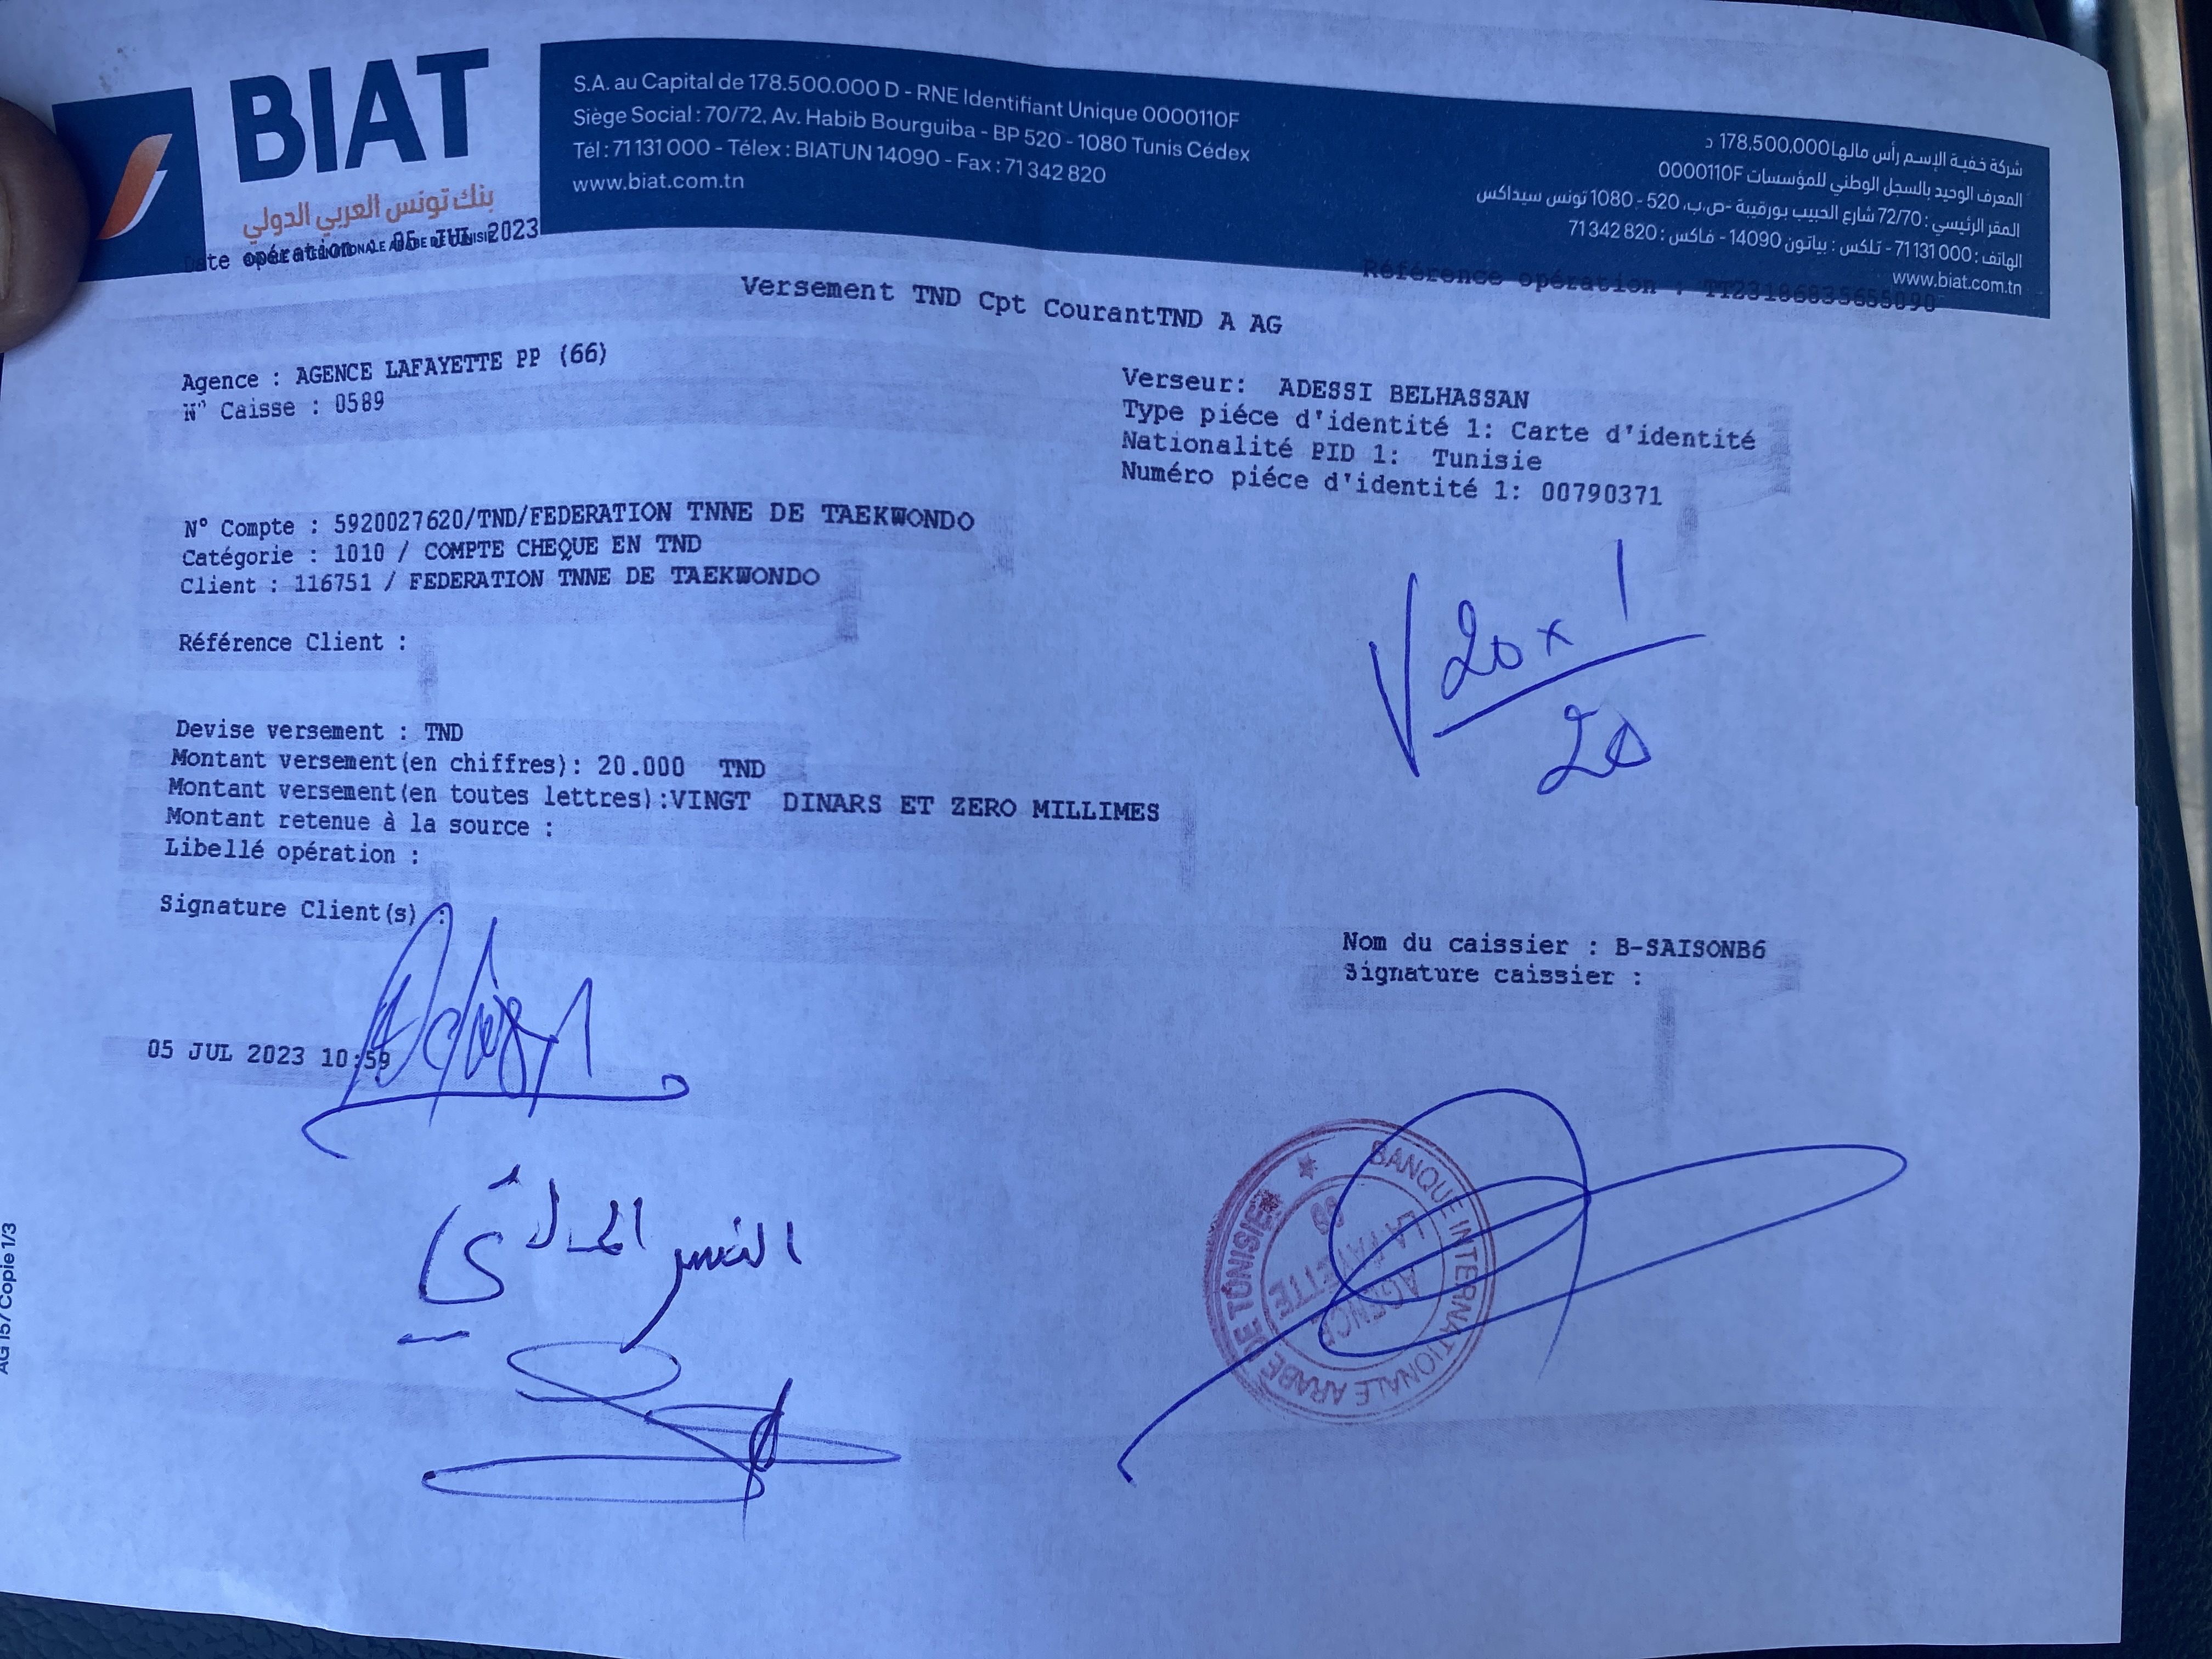 BIAT
بنك تونس العربي الدولي
S.A. au Capital de 178.500.000 D - RNE Identifiant Unique 0000110F
Siège Social : 70/72, Av. Habib Bourguiba - BP 520 - 1080 Tunis Cédex
Tél : 71 131 000 - Télex : BIATUN 14090 - Fax : 71 342 820
www.biat.com.tn
شركة خفية الإسم رأس مالها 178.500.000 د
المعرف الوحيد بالسجل الوطني للمؤسسات 0000110F
المقر الرئيسي : 72/70 شارع الحبيب بورقيبة -ص.ب. 520 - 1080 تونس سيداكس
الهاتف : 71 131 000 - تلكس : بياتون 14090 - فاكس : 71 342 820
www.biat.com.tn
Date opération : 05 JUL 2023
Référence opération : TT23186835655090
Versement TND Cpt CourantTND A AG
Agence : AGENCE LAFAYETTE PP (66)
N° Caisse : 0589
Verseur: ADESSI BELHASSAN
Type piéce d'identité 1: Carte d'identité
Nationalité PID 1: Tunisie
Numéro piéce d'identité 1: 00790371
N° Compte : 5920027620/TND/FEDERATION TNNE DE TAEKWONDO
Catégorie : 1010 / COMPTE CHEQUE EN TND
Client : 116751 / FEDERATION TNNE DE TAEKWONDO
Référence Client :
20 x 1
20
Devise versement : TND
Montant versement(en chiffres): 20.000 TND
Montant versement(en toutes lettres):VINGT DINARS ET ZERO MILLIMES
Montant retenue à la source :
Libellé opération :
Signature Client(s) :
Nom du caissier : B-SAISONB6
Signature caissier :
05 JUL 2023 10:59
BANQUE INTERNATIONALE ARABE DE TUNISIE
AGENCE
LAFAYETTE
66
AG 157 Copie 1/3